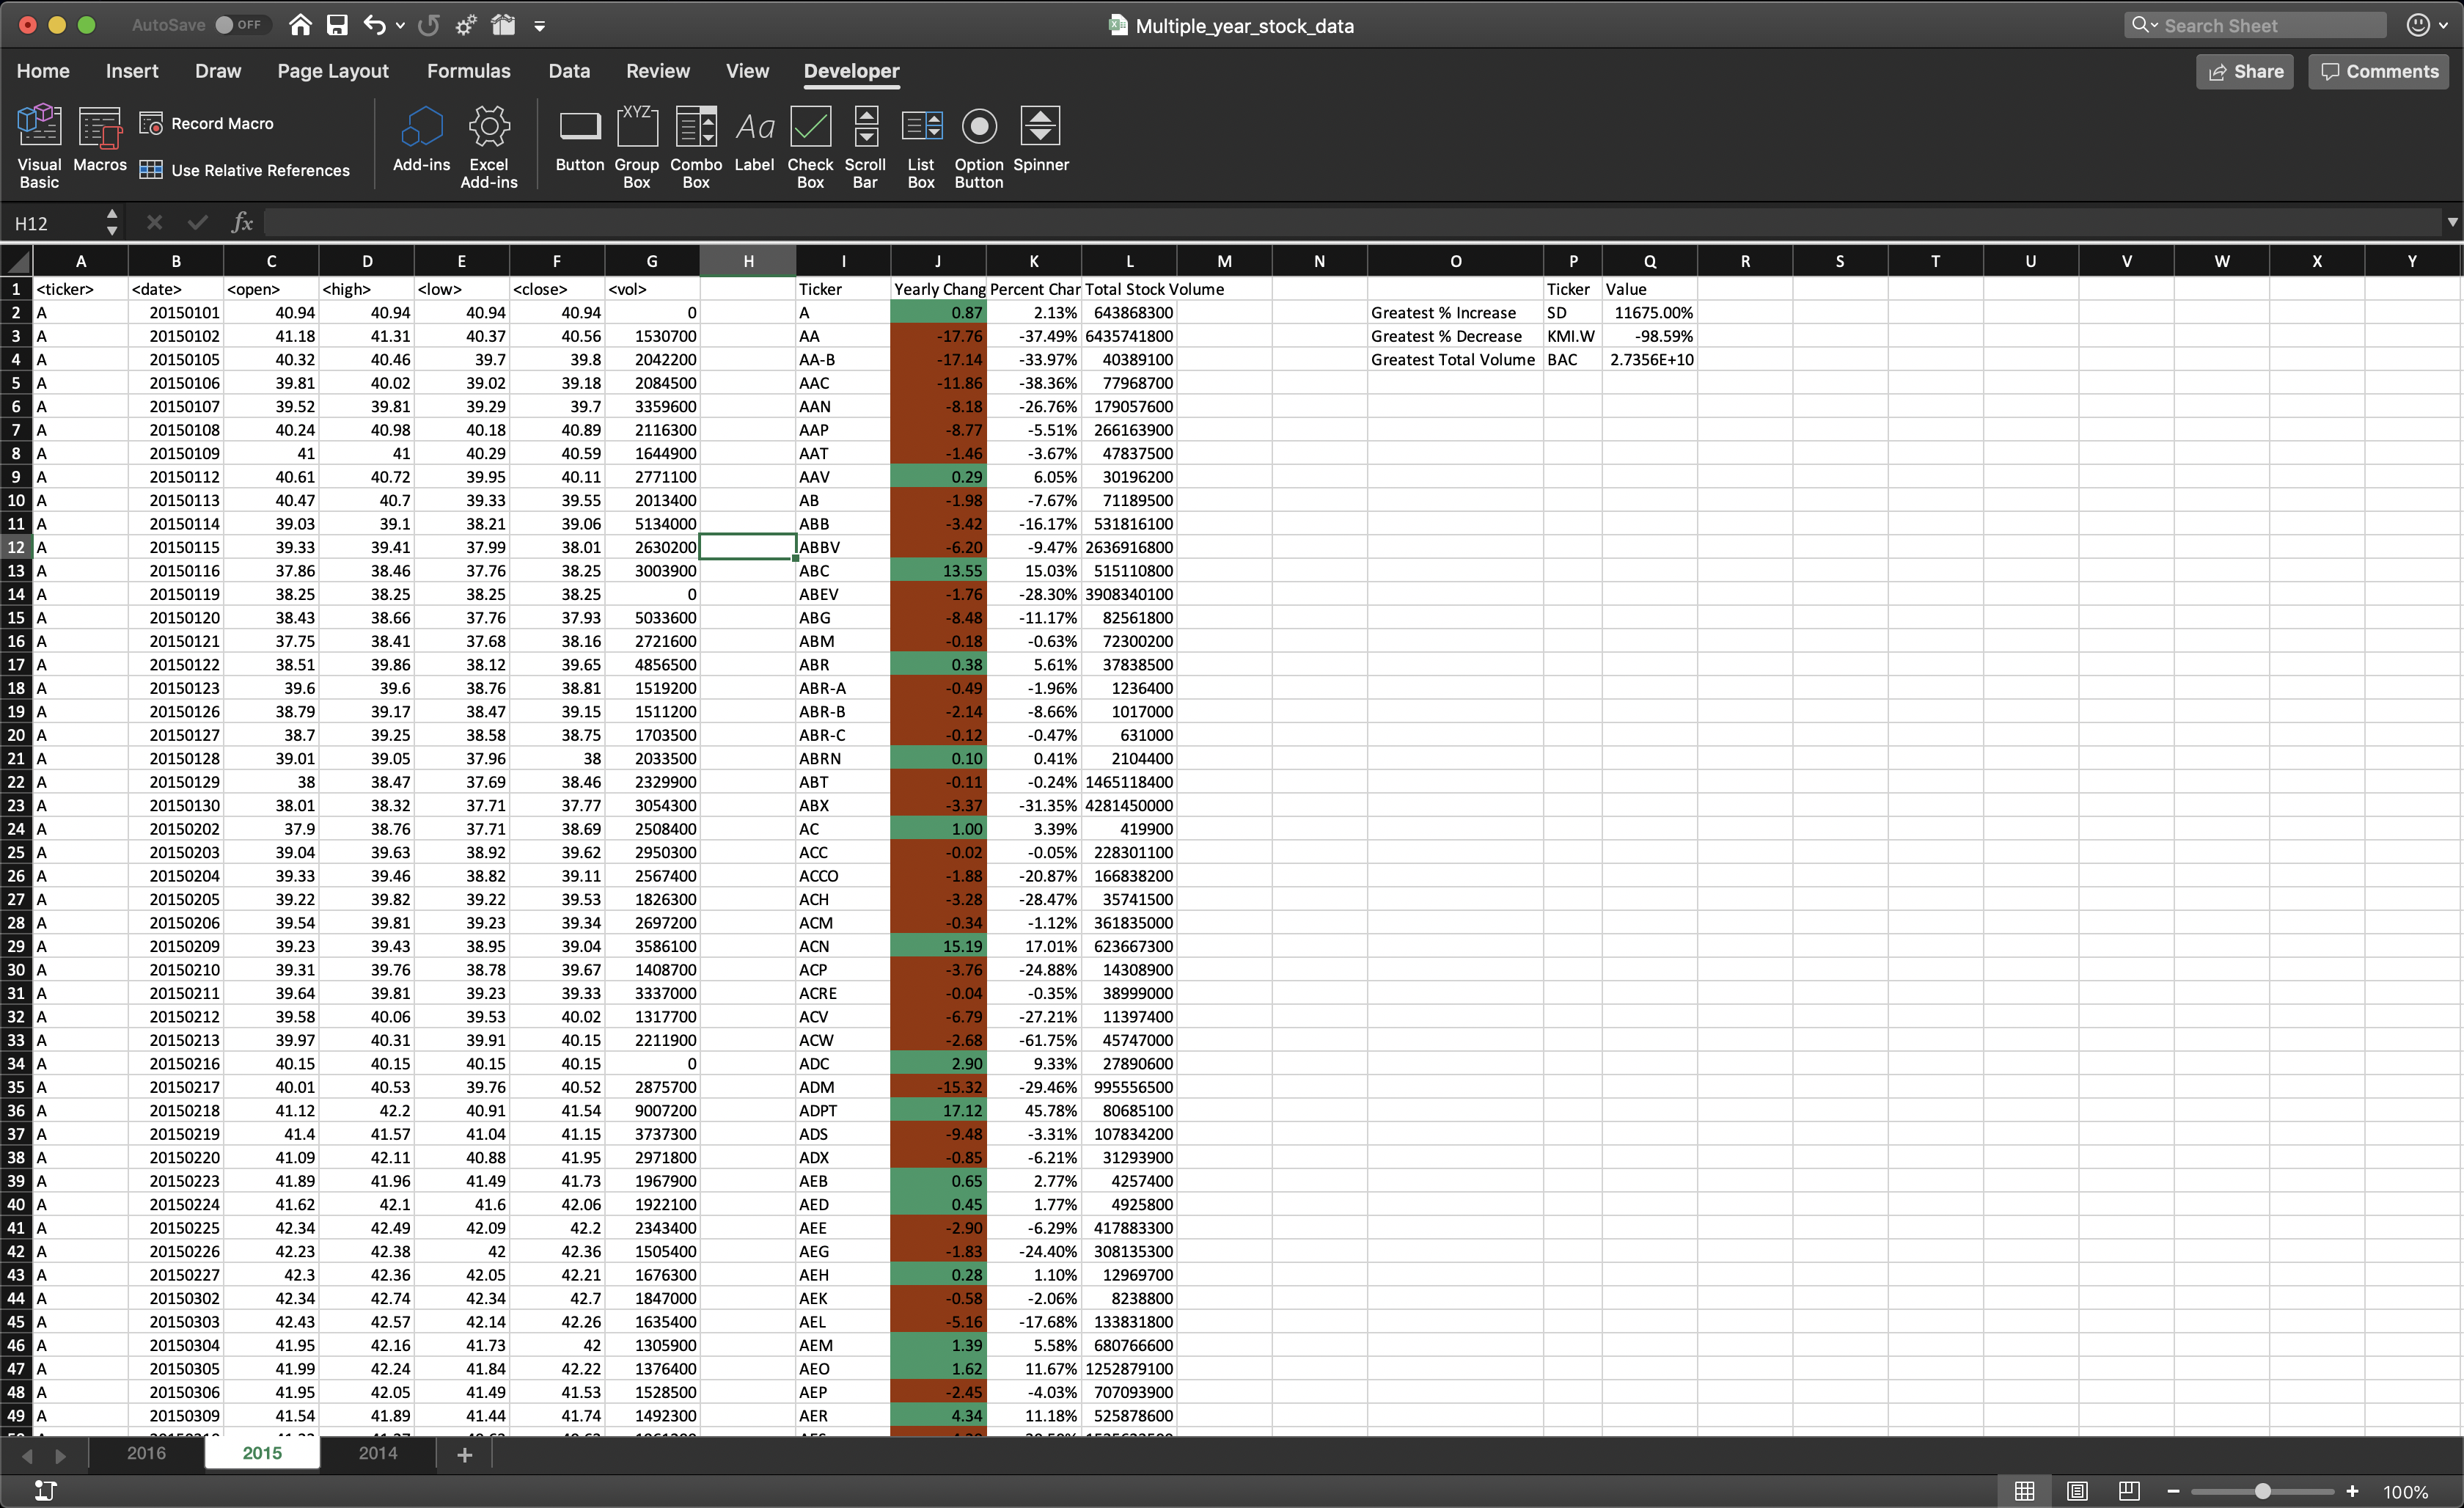 AutoSave OFF Multiple_year_stock_data Search Sheet
Home Insert Draw Page Layout Formulas Data Review View Developer Share Comments
Visual Basic Macros Record Macro Use Relative References Add-ins Excel Add-ins Button XYZ Group Box Combo Box Aa Label Check Box Scroll Bar List Box Option Button Spinner
H12 fx
A B C D E F G H I J K L M N O P Q R S T U V W X Y
1 <ticker> <date> <open> <high> <low> <close> <vol> Ticker Yearly Chang Percent Char Total Stock Volume Ticker Value
2 A 20150101 40.94 40.94 40.94 40.94 0 A 0.87 2.13% 643868300 Greatest % Increase SD 11675.00%
3 A 20150102 41.18 41.31 40.37 40.56 1530700 AA -17.76 -37.49% 6435741800 Greatest % Decrease KMI.W -98.59%
4 A 20150105 40.32 40.46 39.7 39.8 2042200 AA-B -17.14 -33.97% 40389100 Greatest Total Volume BAC 2.7356E+10
5 A 20150106 39.81 40.02 39.02 39.18 2084500 AAC -11.86 -38.36% 77968700
6 A 20150107 39.52 39.81 39.29 39.7 3359600 AAN -8.18 -26.76% 179057600
7 A 20150108 40.24 40.98 40.18 40.89 2116300 AAP -8.77 -5.51% 266163900
8 A 20150109 41 41 40.29 40.59 1644900 AAT -1.46 -3.67% 47837500
9 A 20150112 40.61 40.72 39.95 40.11 2771100 AAV 0.29 6.05% 30196200
10 A 20150113 40.47 40.7 39.33 39.55 2013400 AB -1.98 -7.67% 71189500
11 A 20150114 39.03 39.1 38.21 39.06 5134000 ABB -3.42 -16.17% 531816100
12 A 20150115 39.33 39.41 37.99 38.01 2630200 ABBV -6.20 -9.47% 2636916800
13 A 20150116 37.86 38.46 37.76 38.25 3003900 ABC 13.55 15.03% 515110800
14 A 20150119 38.25 38.25 38.25 38.25 0 ABEV -1.76 -28.30% 3908340100
15 A 20150120 38.43 38.66 37.76 37.93 5033600 ABG -8.48 -11.17% 82561800
16 A 20150121 37.75 38.41 37.68 38.16 2721600 ABM -0.18 -0.63% 72300200
17 A 20150122 38.51 39.86 38.12 39.65 4856500 ABR 0.38 5.61% 37838500
18 A 20150123 39.6 39.6 38.76 38.81 1519200 ABR-A -0.49 -1.96% 1236400
19 A 20150126 38.79 39.17 38.47 39.15 1511200 ABR-B -2.14 -8.66% 1017000
20 A 20150127 38.7 39.25 38.58 38.75 1703500 ABR-C -0.12 -0.47% 631000
21 A 20150128 39.01 39.05 37.96 38 2033500 ABRN 0.10 0.41% 2104400
22 A 20150129 38 38.47 37.69 38.46 2329900 ABT -0.11 -0.24% 1465118400
23 A 20150130 38.01 38.32 37.71 37.77 3054300 ABX -3.37 -31.35% 4281450000
24 A 20150202 37.9 38.76 37.71 38.69 2508400 AC 1.00 3.39% 419900
25 A 20150203 39.04 39.63 38.92 39.62 2950300 ACC -0.02 -0.05% 228301100
26 A 20150204 39.33 39.46 38.82 39.11 2567400 ACCO -1.88 -20.87% 166838200
27 A 20150205 39.22 39.82 39.22 39.53 1826300 ACH -3.28 -28.47% 35741500
28 A 20150206 39.54 39.81 39.23 39.34 2697200 ACM -0.34 -1.12% 361835000
29 A 20150209 39.23 39.43 38.95 39.04 3586100 ACN 15.19 17.01% 623667300
30 A 20150210 39.31 39.76 38.78 39.67 1408700 ACP -3.76 -24.88% 14308900
31 A 20150211 39.64 39.81 39.23 39.33 3337000 ACRE -0.04 -0.35% 38999000
32 A 20150212 39.58 40.06 39.53 40.02 1317700 ACV -6.79 -27.21% 11397400
33 A 20150213 39.97 40.31 39.91 40.15 2211900 ACW -2.68 -61.75% 45747000
34 A 20150216 40.15 40.15 40.15 40.15 0 ADC 2.90 9.33% 27890600
35 A 20150217 40.01 40.53 39.76 40.52 2875700 ADM -15.32 -29.46% 995556500
36 A 20150218 41.12 42.2 40.91 41.54 9007200 ADPT 17.12 45.78% 80685100
37 A 20150219 41.4 41.57 41.04 41.15 3737300 ADS -9.48 -3.31% 107834200
38 A 20150220 41.09 42.11 40.88 41.95 2971800 ADX -0.85 -6.21% 31293900
39 A 20150223 41.89 41.96 41.49 41.73 1967900 AEB 0.65 2.77% 4257400
40 A 20150224 41.62 42.1 41.6 42.06 1922100 AED 0.45 1.77% 4925800
41 A 20150225 42.34 42.49 42.09 42.2 2343400 AEE -2.90 -6.29% 417883300
42 A 20150226 42.23 42.38 42 42.36 1505400 AEG -1.83 -24.40% 308135300
43 A 20150227 42.3 42.36 42.05 42.21 1676300 AEH 0.28 1.10% 12969700
44 A 20150302 42.34 42.74 42.34 42.7 1847000 AEK -0.58 -2.06% 8238800
45 A 20150303 42.43 42.57 42.14 42.26 1635400 AEL -5.16 -17.68% 133831800
46 A 20150304 41.95 42.16 41.73 42 1305900 AEM 1.39 5.58% 680766600
47 A 20150305 41.99 42.24 41.84 42.22 1376400 AEO 1.62 11.67% 1252879100
48 A 20150306 41.95 42.05 41.49 41.53 1528500 AEP -2.45 -4.03% 707093900
49 A 20150309 41.54 41.89 41.44 41.74 1492300 AER 4.34 11.18% 525878600
2016 2015 2014 +
100%